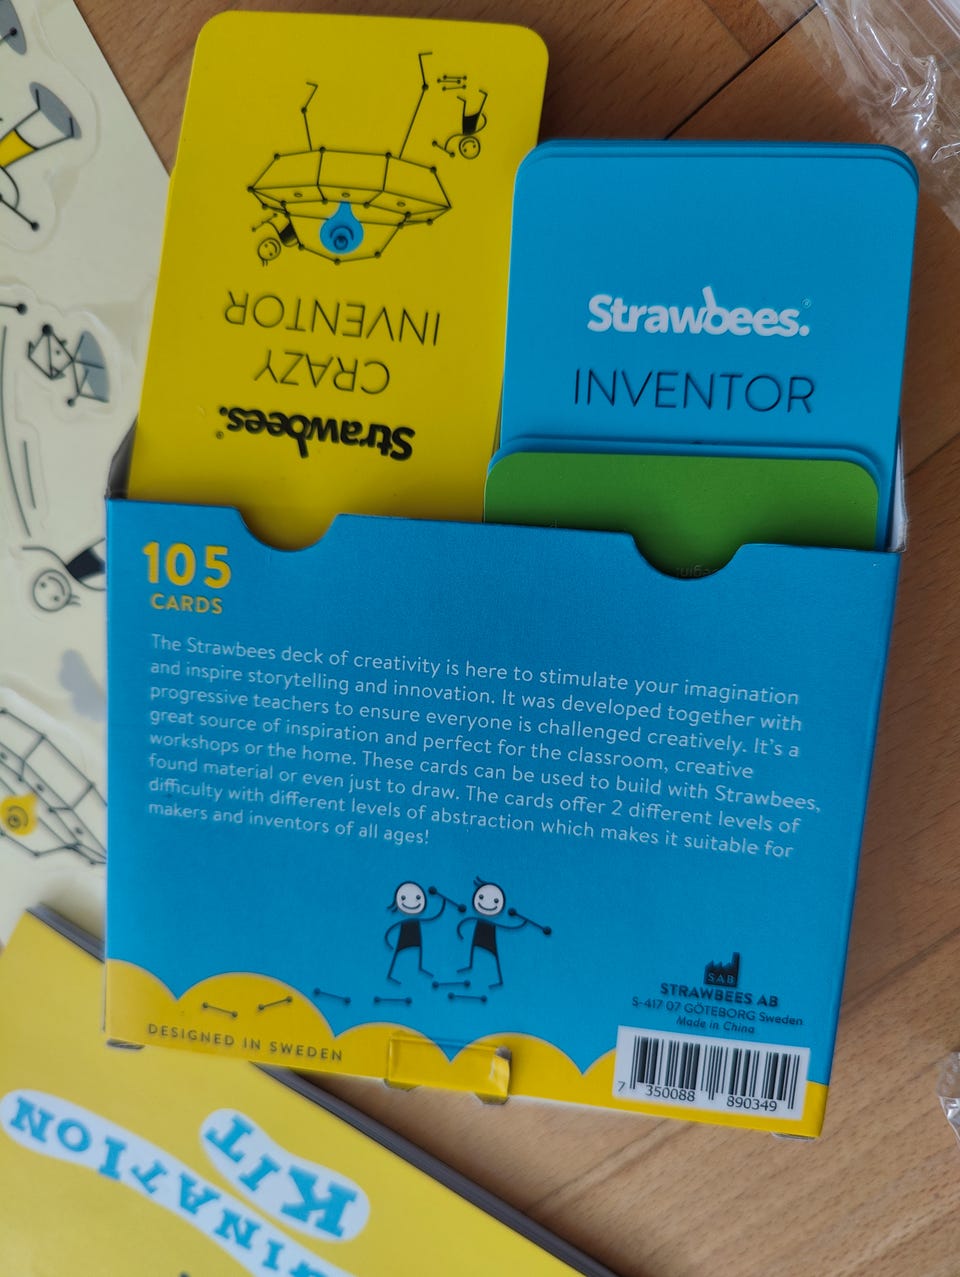 Strawbees.
CRAZY
INVENTOR
Strawbees.®
INVENTOR
105
CARDS
The Strawbees deck of creativity is here to stimulate your imagination
and inspire storytelling and innovation. It was developed together with
progressive teachers to ensure everyone is challenged creatively. It's a
great source of inspiration and perfect for the classroom, creative
workshops or the home. These cards can be used to build with Strawbees,
found material or even just to draw. The cards offer 2 different levels of
difficulty with different levels of abstraction which makes it suitable for
makers and inventors of all ages!
DESIGNED IN SWEDEN
SAB
STRAWBEES AB
S-417 07 GÖTEBORG Sweden
Made in China
7 350088 890349
KIT